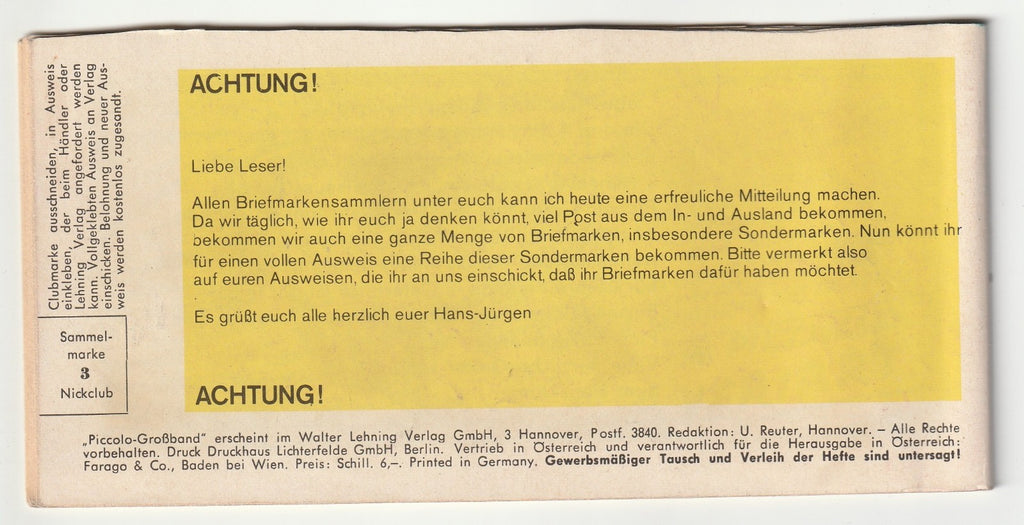 Clubmarke ausschneiden, in Ausweis
einkleben, der beim Händler oder
Lehning Verlag angefordert werden
kann. Vollgeklebten Ausweis an Verlag
einschicken. Belohnung und neuer Aus-
weis werden kostenlos zugesandt.
Sammel-
marke
3
Nickclub
ACHTUNG!
Liebe Leser!
Allen Briefmarkensammlern unter euch kann ich heute eine erfreuliche Mitteilung machen.
Da wir täglich, wie ihr euch ja denken könnt, viel Post aus dem In- und Ausland bekommen,
bekommen wir auch eine ganze Menge von Briefmarken, insbesondere Sondermarken. Nun könnt ihr
für einen vollen Ausweis eine Reihe dieser Sondermarken bekommen. Bitte vermerkt also
auf euren Ausweisen, die ihr an uns einschickt, daß ihr Briefmarken dafür haben möchtet.
Es grüßt euch alle herzlich euer Hans-Jürgen
ACHTUNG!
„Piccolo-Großband" erscheint im Walter Lehning Verlag GmbH, 3 Hannover, Postf. 3840. Redaktion: U. Reuter, Hannover. – Alle Rechte
vorbehalten. Druck Druckhaus Lichterfelde GmbH, Berlin. Vertrieb in Österreich und verantwortlich für die Herausgabe in Österreich:
Farago & Co., Baden bei Wien. Preis: Schill. 6,–. Printed in Germany. Gewerbsmäßiger Tausch und Verleih der Hefte sind untersagt!